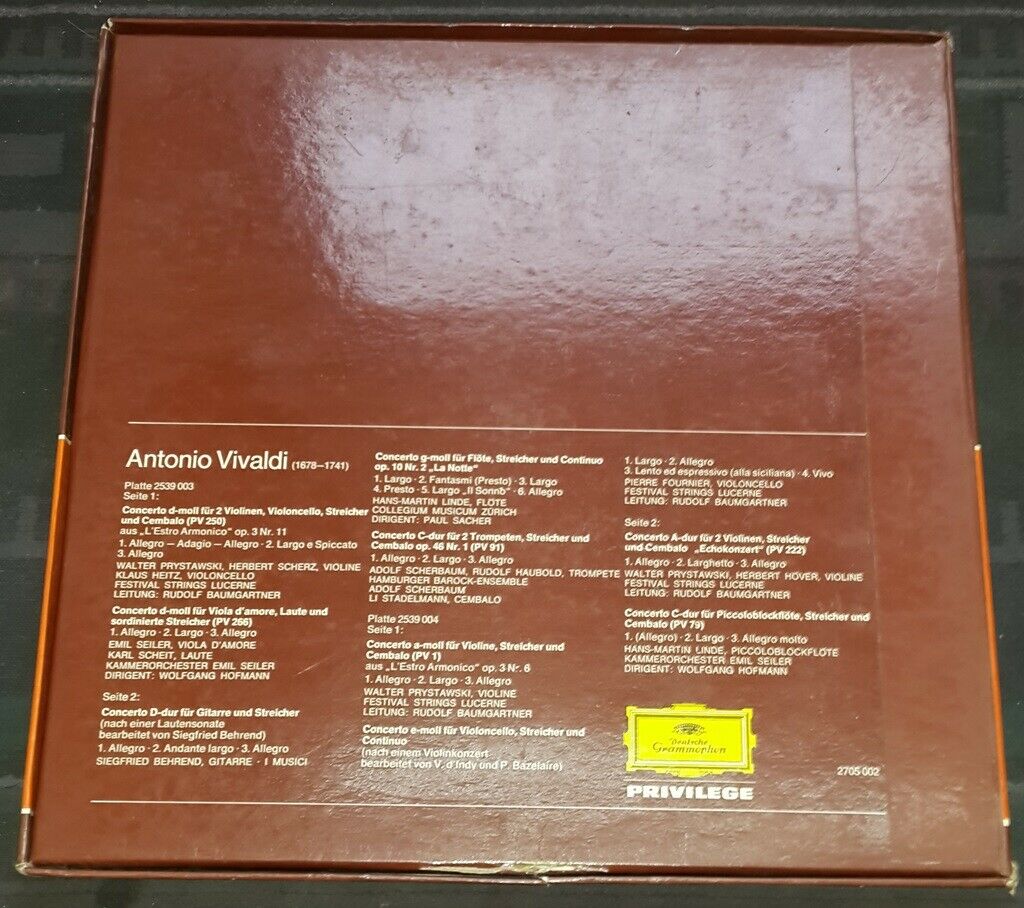 Antonio Vivaldi (1678–1741)
Platte 2539 003
Seite 1:
Concerto d-moll für 2 Violinen, Violoncello, Streicher
und Cembalo (PV 250)
aus „L'Estro Armonico" op. 3 Nr. 11
1. Allegro – Adagio – Allegro · 2. Largo e Spiccato
3. Allegro
WALTER PRYSTAWSKI, HERBERT SCHERZ, VIOLINE
KLAUS HEITZ, VIOLONCELLO
FESTIVAL STRINGS LUCERNE
LEITUNG: RUDOLF BAUMGARTNER
Concerto d-moll für Viola d'amore, Laute und
sordinierte Streicher (PV 266)
1. Allegro · 2. Largo · 3. Allegro
EMIL SEILER, VIOLA D'AMORE
KARL SCHEIT, LAUTE
KAMMERORCHESTER EMIL SEILER
DIRIGENT: WOLFGANG HOFMANN
Seite 2:
Concerto D-dur für Gitarre und Streicher
(nach einer Lautensonate
bearbeitet von Siegfried Behrend)
1. Allegro · 2. Andante largo · 3. Allegro
SIEGFRIED BEHREND, GITARRE · I MUSICI
Concerto g-moll für Flöte, Streicher und Continuo
op. 10 Nr. 2 „La Notte"
1. Largo · 2. Fantasmi (Presto) · 3. Largo
4. Presto · 5. Largo „Il Sonno" · 6. Allegro
HANS-MARTIN LINDE, FLÖTE
COLLEGIUM MUSICUM ZÜRICH
DIRIGENT: PAUL SACHER
Concerto C-dur für 2 Trompeten, Streicher und
Cembalo op. 46 Nr. 1 (PV 91)
1. Allegro · 2. Largo · 3. Allegro
ADOLF SCHERBAUM, RUDOLF HAUBOLD, TROMPETE
HAMBURGER BAROCK-ENSEMBLE
ADOLF SCHERBAUM
LI STADELMANN, CEMBALO
Platte 2539 004
Seite 1:
Concerto a-moll für Violine, Streicher und
Cembalo (PV 1)
aus „L'Estro Armonico" op. 3 Nr. 6
1. Allegro · 2. Largo · 3. Allegro
WALTER PRYSTAWSKI, VIOLINE
FESTIVAL STRINGS LUCERNE
LEITUNG: RUDOLF BAUMGARTNER
Concerto e-moll für Violoncello, Streicher und
Continuo
(nach einem Violinkonzert
bearbeitet von V. d'Indy und P. Bazelaire)
1. Largo · 2. Allegro
3. Lento ed espressivo (alla siciliana) · 4. Vivo
PIERRE FOURNIER, VIOLONCELLO
FESTIVAL STRINGS LUCERNE
LEITUNG: RUDOLF BAUMGARTNER
Seite 2:
Concerto A-dur für 2 Violinen, Streicher
und Cembalo „Echokonzert" (PV 222)
1. Allegro · 2. Larghetto · 3. Allegro
WALTER PRYSTAWSKI, HERBERT HÖVER, VIOLINE
FESTIVAL STRINGS LUCERNE
LEITUNG: RUDOLF BAUMGARTNER
Concerto C-dur für Piccoloblockflöte, Streicher und
Cembalo (PV 79)
1. (Allegro) · 2. Largo · 3. Allegro molto
HANS-MARTIN LINDE, PICCOLOBLOCKFLÖTE
KAMMERORCHESTER EMIL SEILER
DIRIGENT: WOLFGANG HOFMANN
Deutsche
Grammophon
PRIVILEGE
2705 002